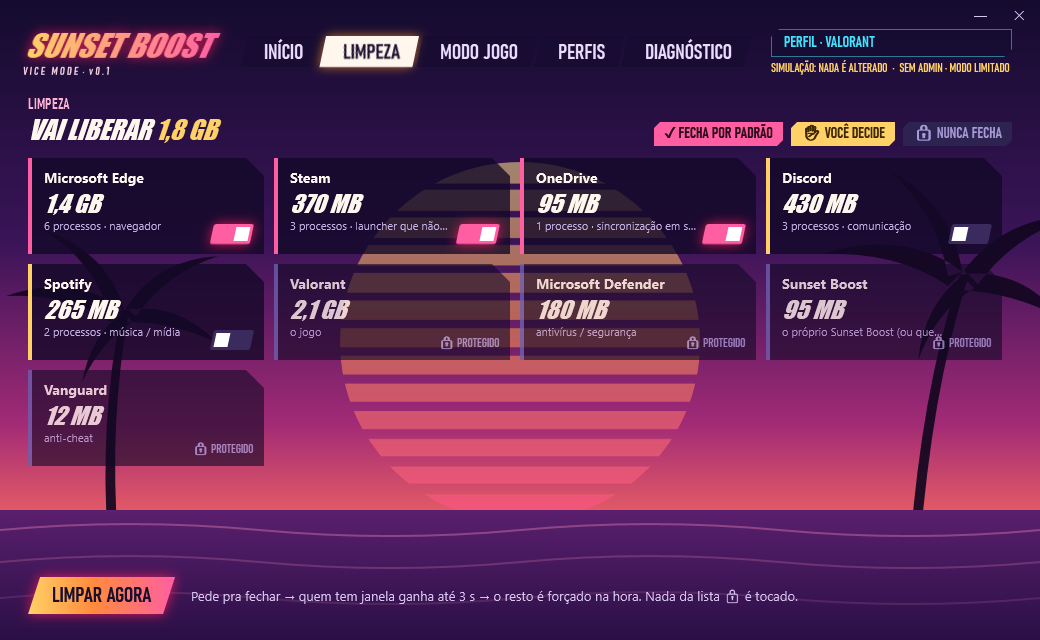 SUNSET BOOST
VICE MODE · v0.1
INÍCIO
LIMPEZA
MODO JOGO
PERFIS
DIAGNÓSTICO
PERFIL · VALORANT
SIMULAÇÃO: NADA É ALTERADO · SEM ADMIN · MODO LIMITADO
LIMPEZA
VAI LIBERAR 1,8 GB
FECHA POR PADRÃO
VOCÊ DECIDE
NUNCA FECHA
Microsoft Edge
1,4 GB
6 processos · navegador
Steam
370 MB
3 processos · launcher que não...
OneDrive
95 MB
1 processo · sincronização em s...
Discord
430 MB
3 processos · comunicação
Spotify
265 MB
2 processos · música / mídia
Valorant
2,1 GB
o jogo
PROTEGIDO
Microsoft Defender
180 MB
antivírus / segurança
PROTEGIDO
Sunset Boost
95 MB
o próprio Sunset Boost (ou que...
PROTEGIDO
Vanguard
12 MB
anti-cheat
PROTEGIDO
LIMPAR AGORA
Pede pra fechar → quem tem janela ganha até 3 s → o resto é forçado na hora. Nada da lista é tocado.